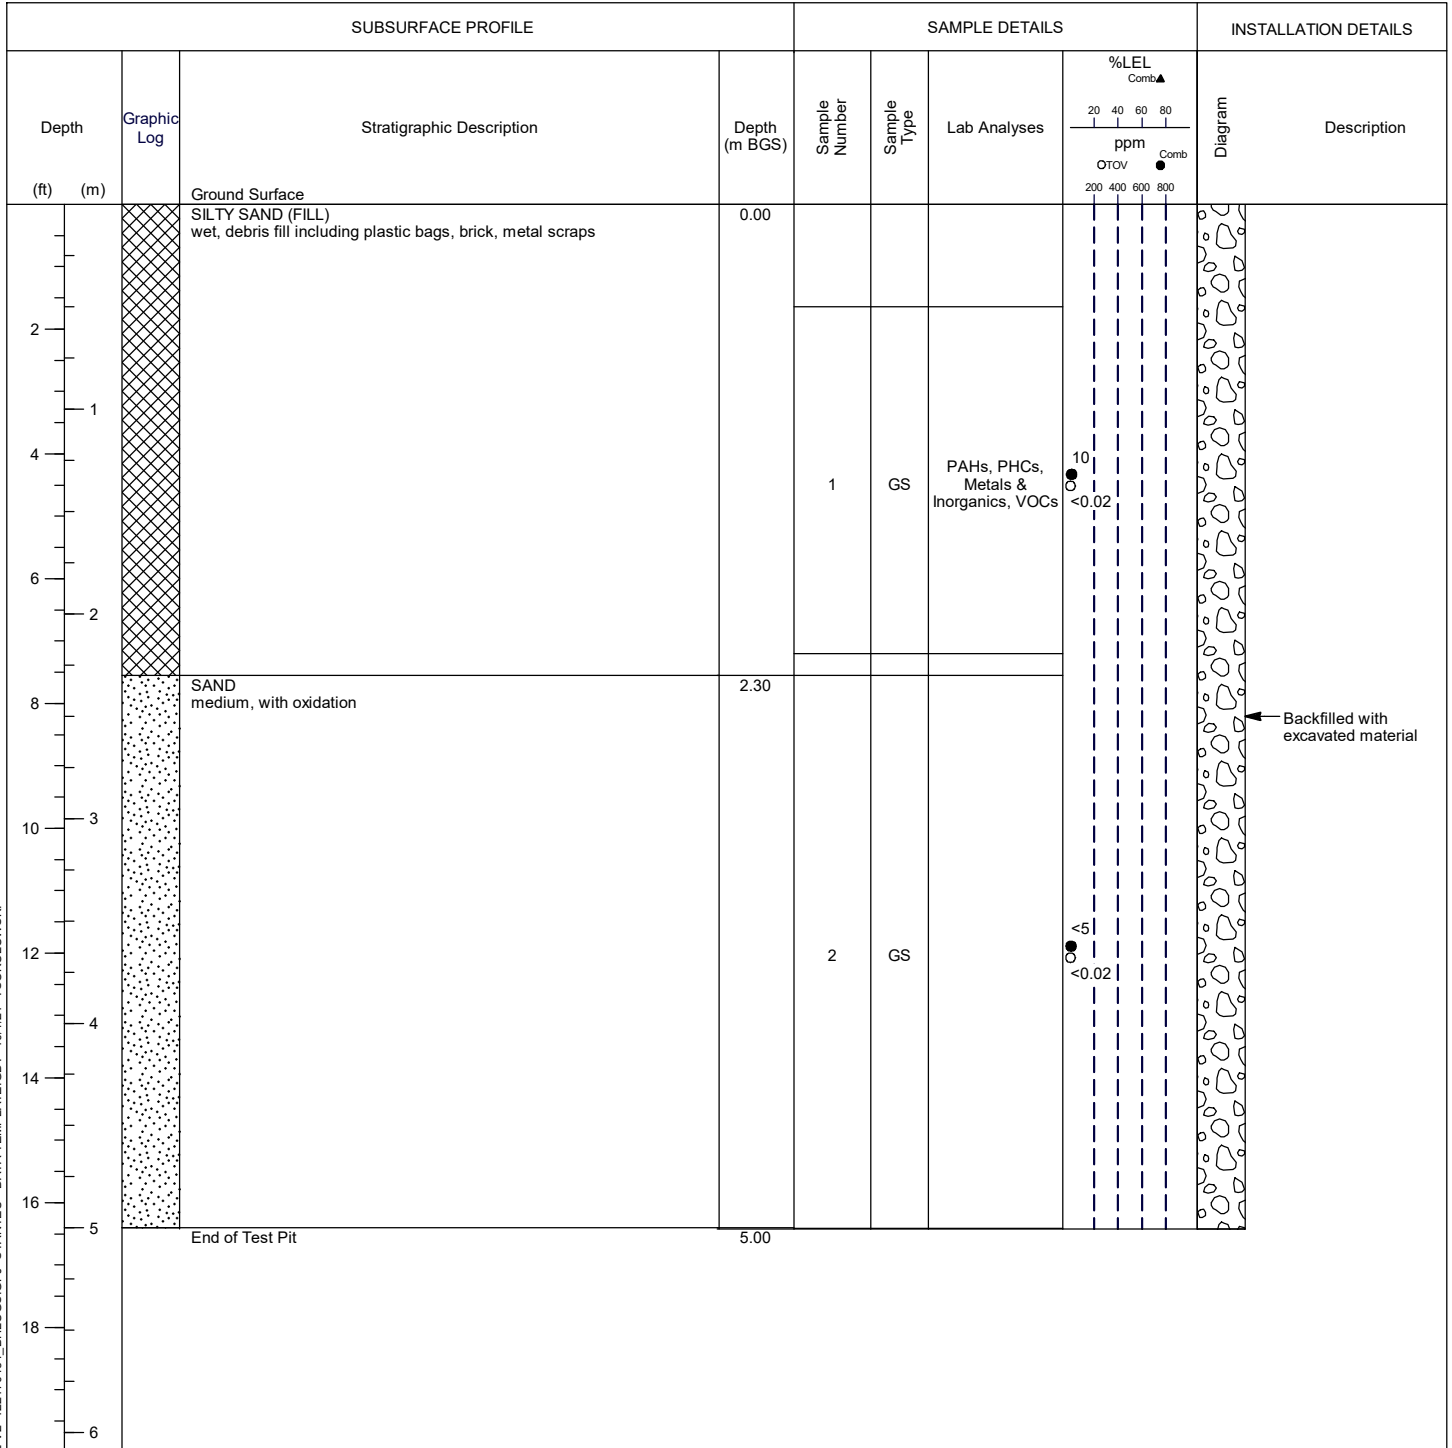 SUBSURFACE PROFILE
SAMPLE DETAILS
INSTALLATION DETAILS
Depth
(ft) (m)
Graphic
Log
Stratigraphic Description
Depth
(m BGS)
Sample
Number
Sample
Type
Lab Analyses
%LEL
Comb
20 40 60 80
ppm
TOV
Comb
200 400 600 800
Diagram
Description
Ground Surface
SILTY SAND (FILL)
0.00
wet, debris fill including plastic bags, brick, metal scraps
2
1
4
6
2
1
GS
PAHs, PHCs,
Metals &
Inorganics, VOCs
10
<0.02
SAND
2.30
medium, with oxidation
8
Backfilled with
excavated material
3
10
12
2
GS
<5
<0.02
4
14
16
5
End of Test Pit
5.00
18
6